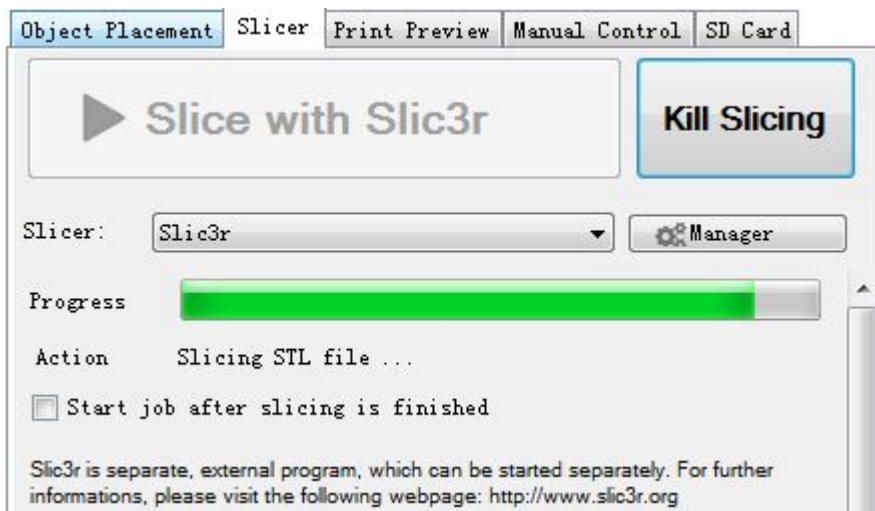 Object Placement Slicer Print Preview Manual Control SD Card
Slice with Slic3r Kill Slicing
Slicer: Slic3r Manager
Progress
Action Slicing STL file ...
Start job after slicing is finished
Slic3r is separate, external program, which can be started separately. For further
informations, please visit the following webpage: http://www.slic3r.org